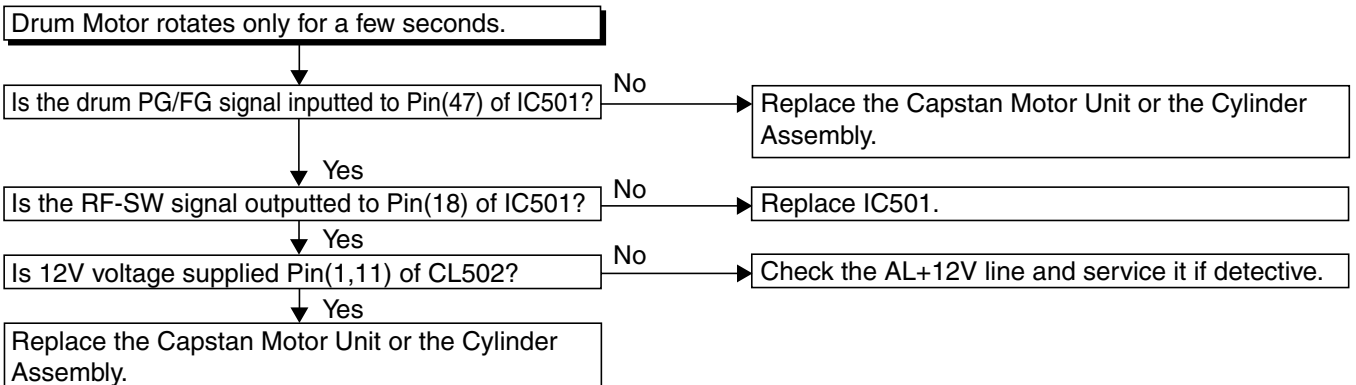 Drum Motor rotates only for a few seconds.
Is the drum PG/FG signal inputted to Pin(47) of IC501?
No
Replace the Capstan Motor Unit or the Cylinder
Assembly.
Yes
Is the RF-SW signal outputted to Pin(18) of IC501?
No
Replace IC501.
Yes
Is 12V voltage supplied Pin(1,11) of CL502?
No
Check the AL+12V line and service it if detective.
Yes
Replace the Capstan Motor Unit or the Cylinder
Assembly.